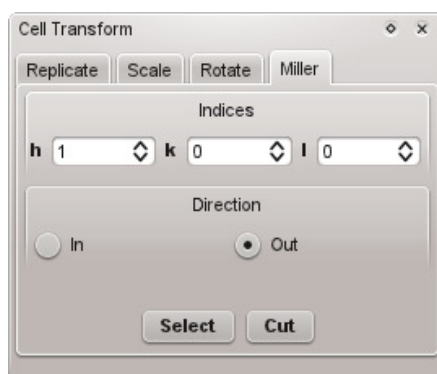 Cell Transform
Replicate Scale Rotate Miller
Indices
h 1 k 0 l 0
Direction
In Out
Select Cut